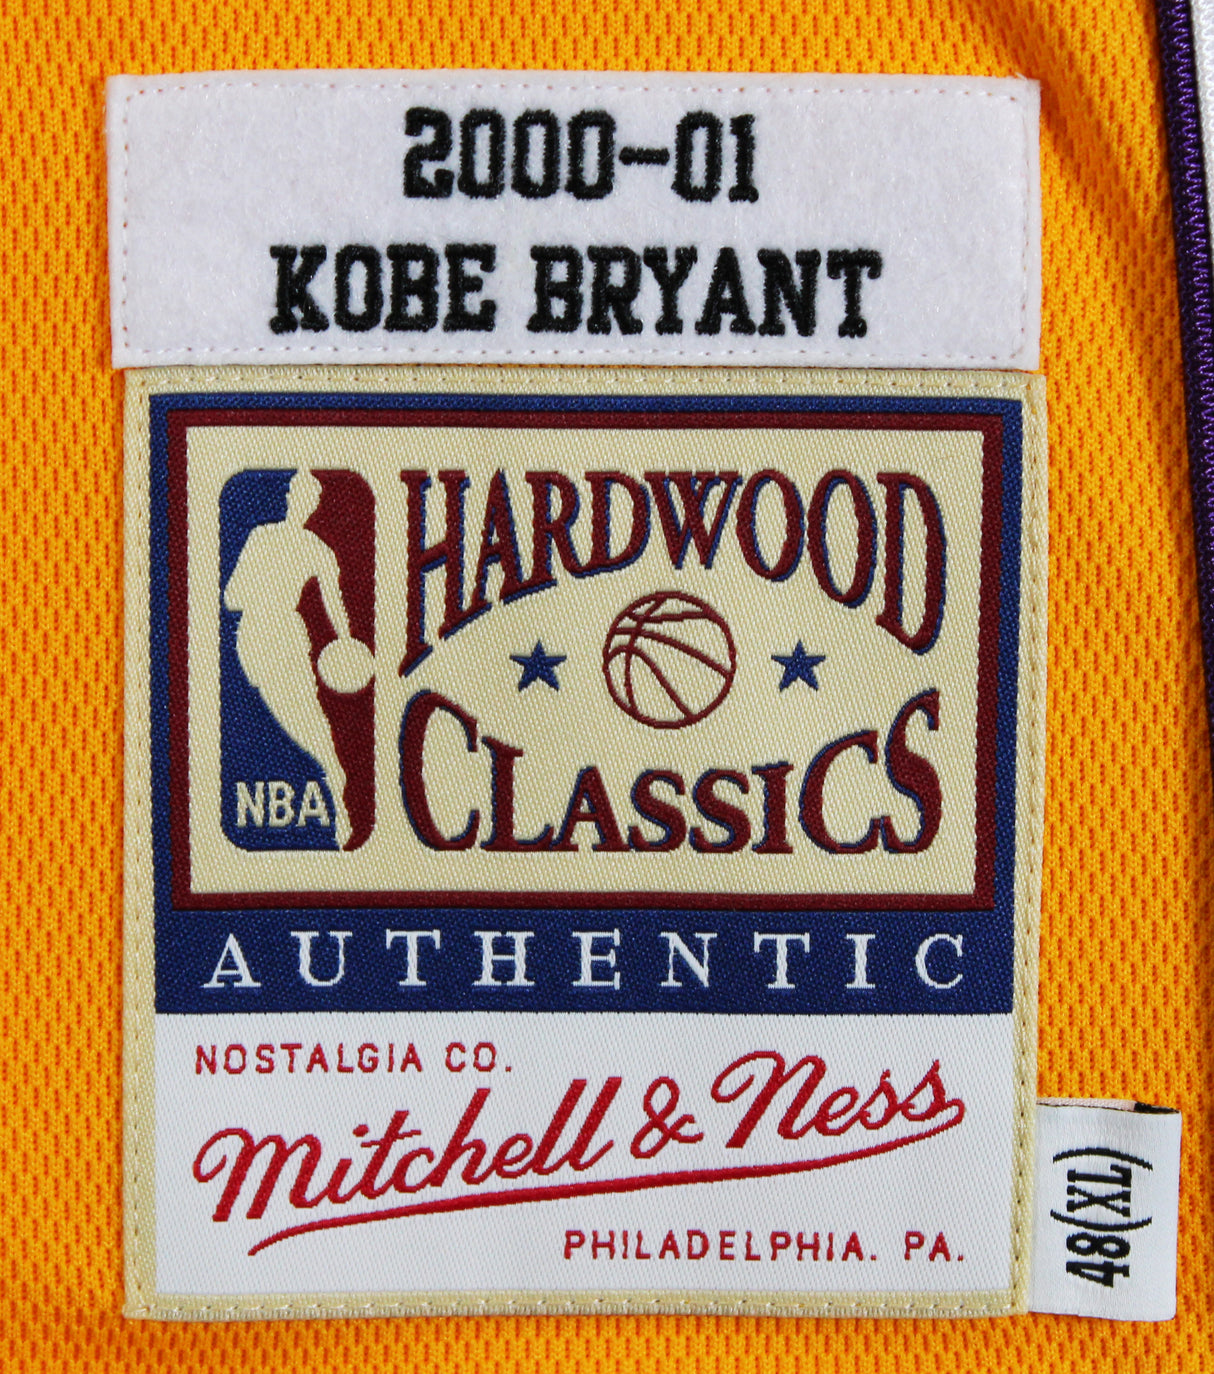 2000-01
KOBE BRYANT
HARDWOOD
CLASSICS
NBA
AUTHENTIC
NOSTALGIA CO.
Mitchell & Ness
PHILADELPHIA. PA.
48(XL)